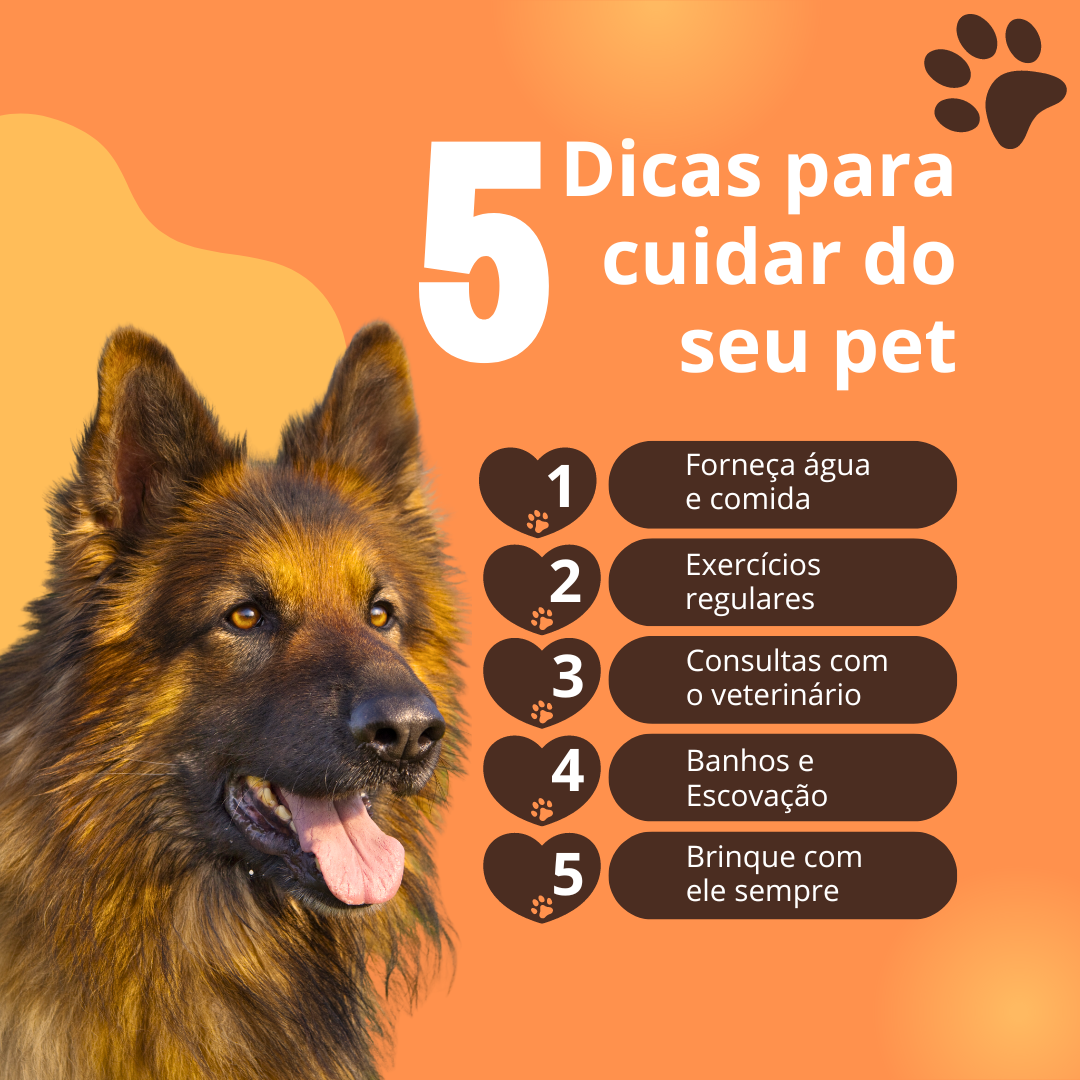 5
Dicas para
cuidar do
seu pet
1
Forneça água
e comida
2
Exercícios
regulares
3
Consultas com
o veterinário
4
Banhos e
Escovação
5
Brinque com
ele sempre